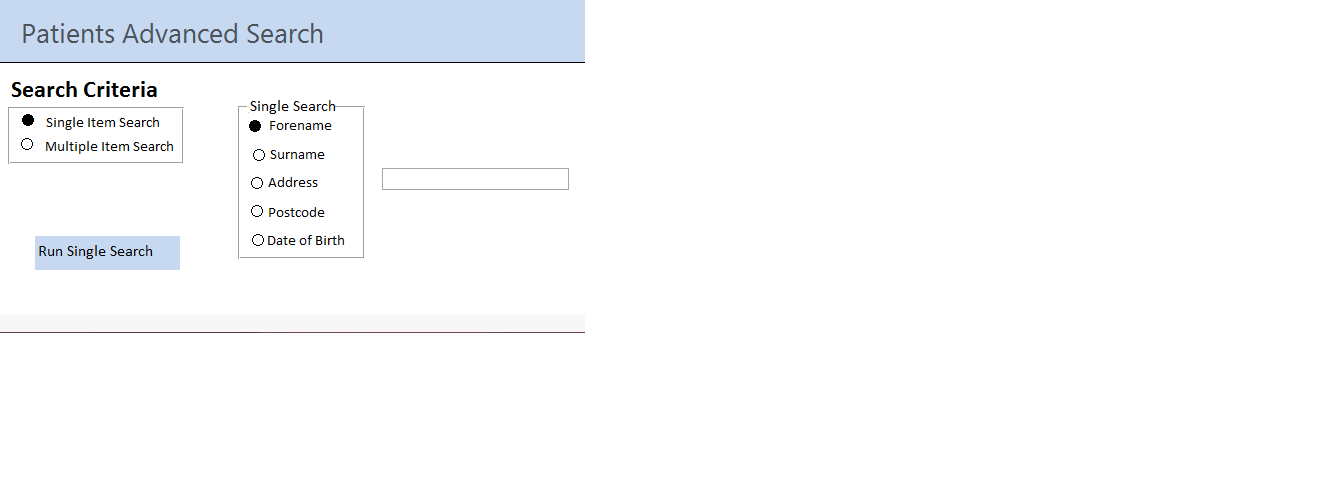 Patients Advanced Search
Search Criteria
Single Item Search
Multiple Item Search
Single Search
Forename
Surname
Address
Postcode
Date of Birth
Run Single Search